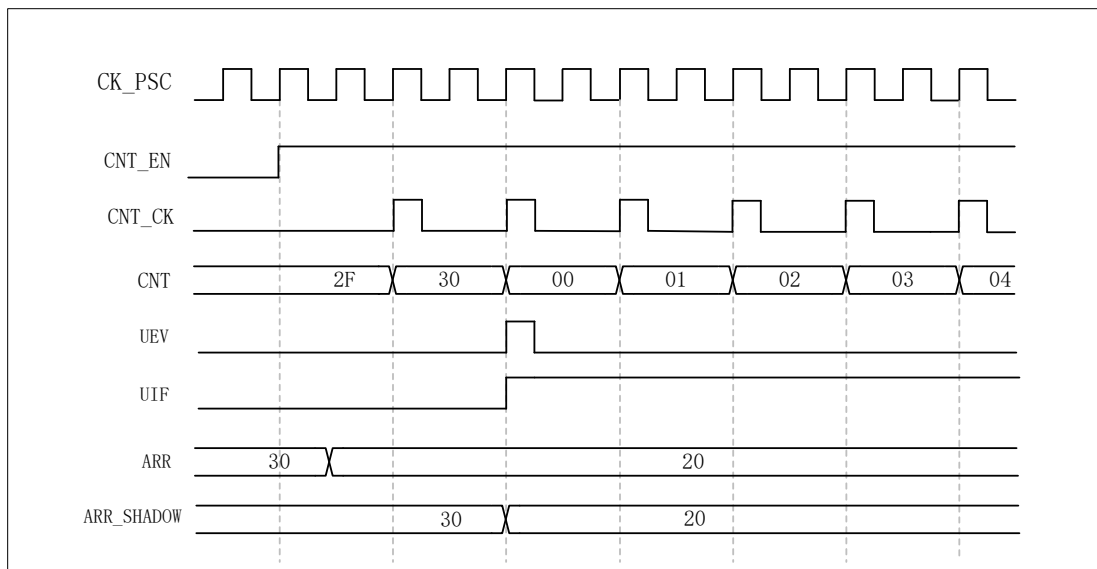 CK_PSC
CNT_EN
CNT_CK
CNT 2F 30 00 01 02 03 04
UEV
UIF
ARR 30 20
ARR_SHADOW 30 20